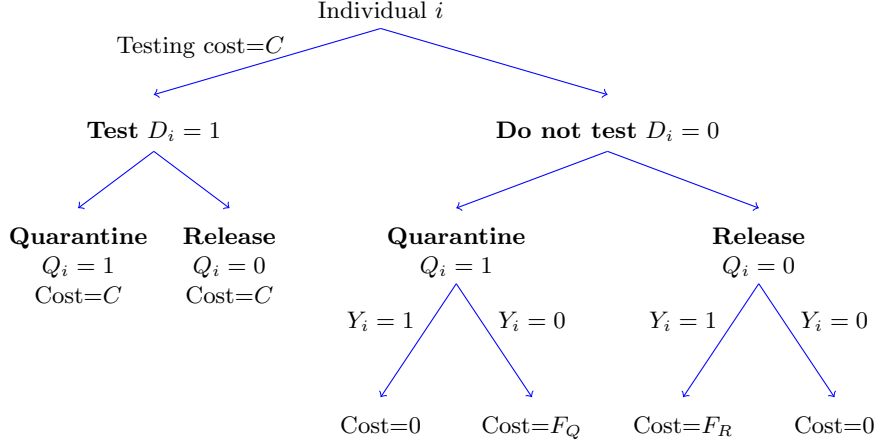 Individual i
Testing cost=C
Test D_i = 1
Do not test D_i = 0
Quarantine
Q_i = 1
Cost=C
Release
Q_i = 0
Cost=C
Quarantine
Q_i = 1
Release
Q_i = 0
Y_i = 1
Y_i = 0
Y_i = 1
Y_i = 0
Cost=0
Cost=F_Q
Cost=F_R
Cost=0